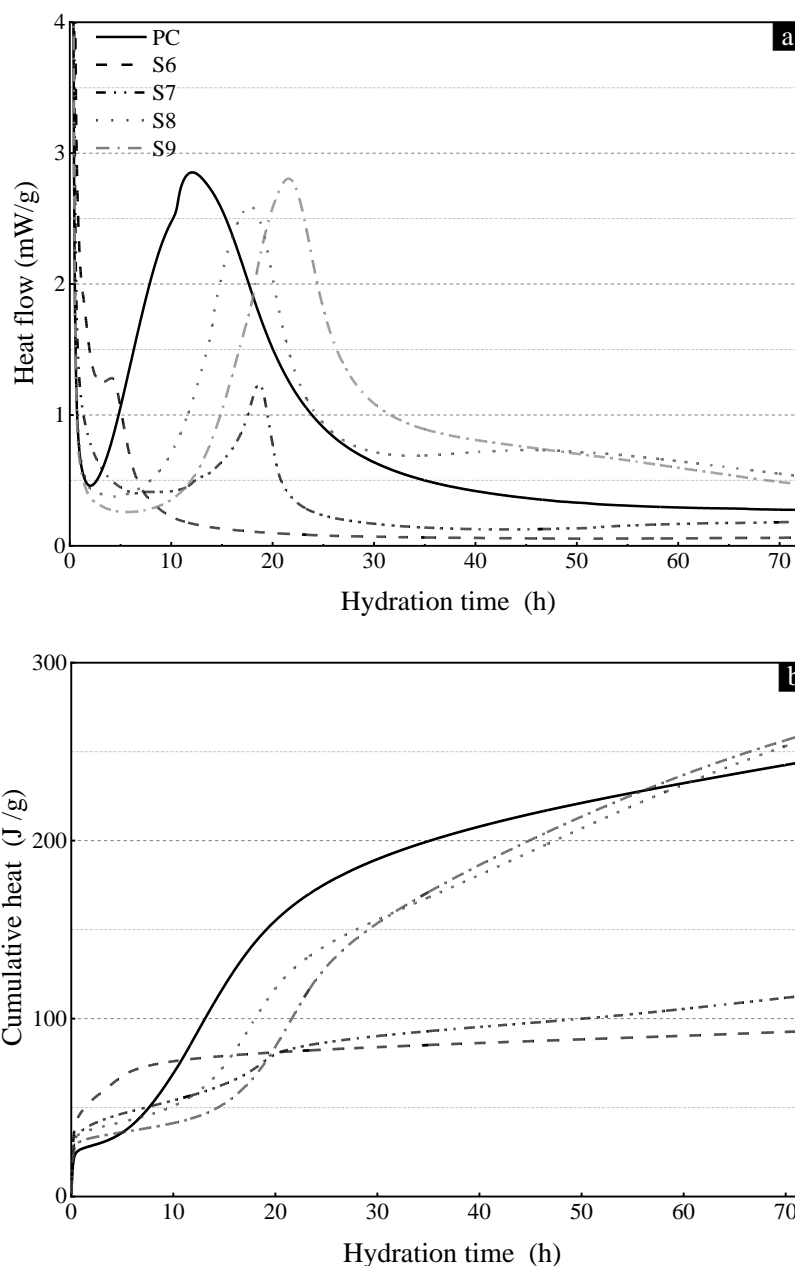 a
PC
S6
S7
S8
S9
4
3
2
1
0
Heat flow (mW/g)
0 10 20 30 40 50 60 70
Hydration time (h)
b
300
200
100
0
Cumulative heat (J /g)
0 10 20 30 40 50 60 70
Hydration time (h)